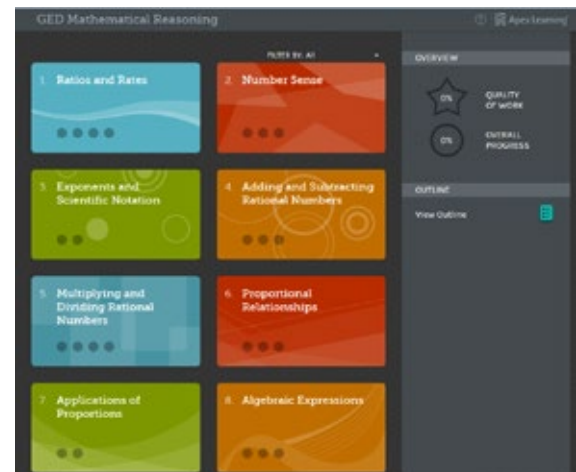 GED Mathematical Reasoning
Apex Learning
FILTER BY: All
1. Ratios and Rates
2. Number Sense
3. Exponents and
Scientific Notation
4. Adding and Subtracting
Rational Numbers
5. Multiplying and
Dividing Rational
Numbers
6. Proportional
Relationships
7. Applications of
Proportions
8. Algebraic Expressions
OVERVIEW
0%
QUALITY
OF WORK
0%
OVERALL
PROGRESS
OUTLINE
View Outline